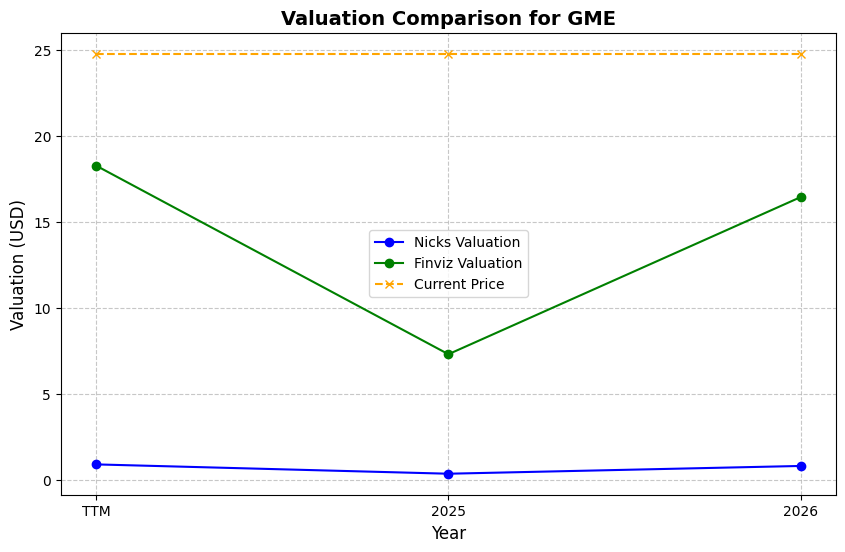 Valuation Comparison for GME
Valuation (USD)
25
20
15
10
5
0
Nicks Valuation
Finviz Valuation
Current Price
TTM
2025
2026
Year